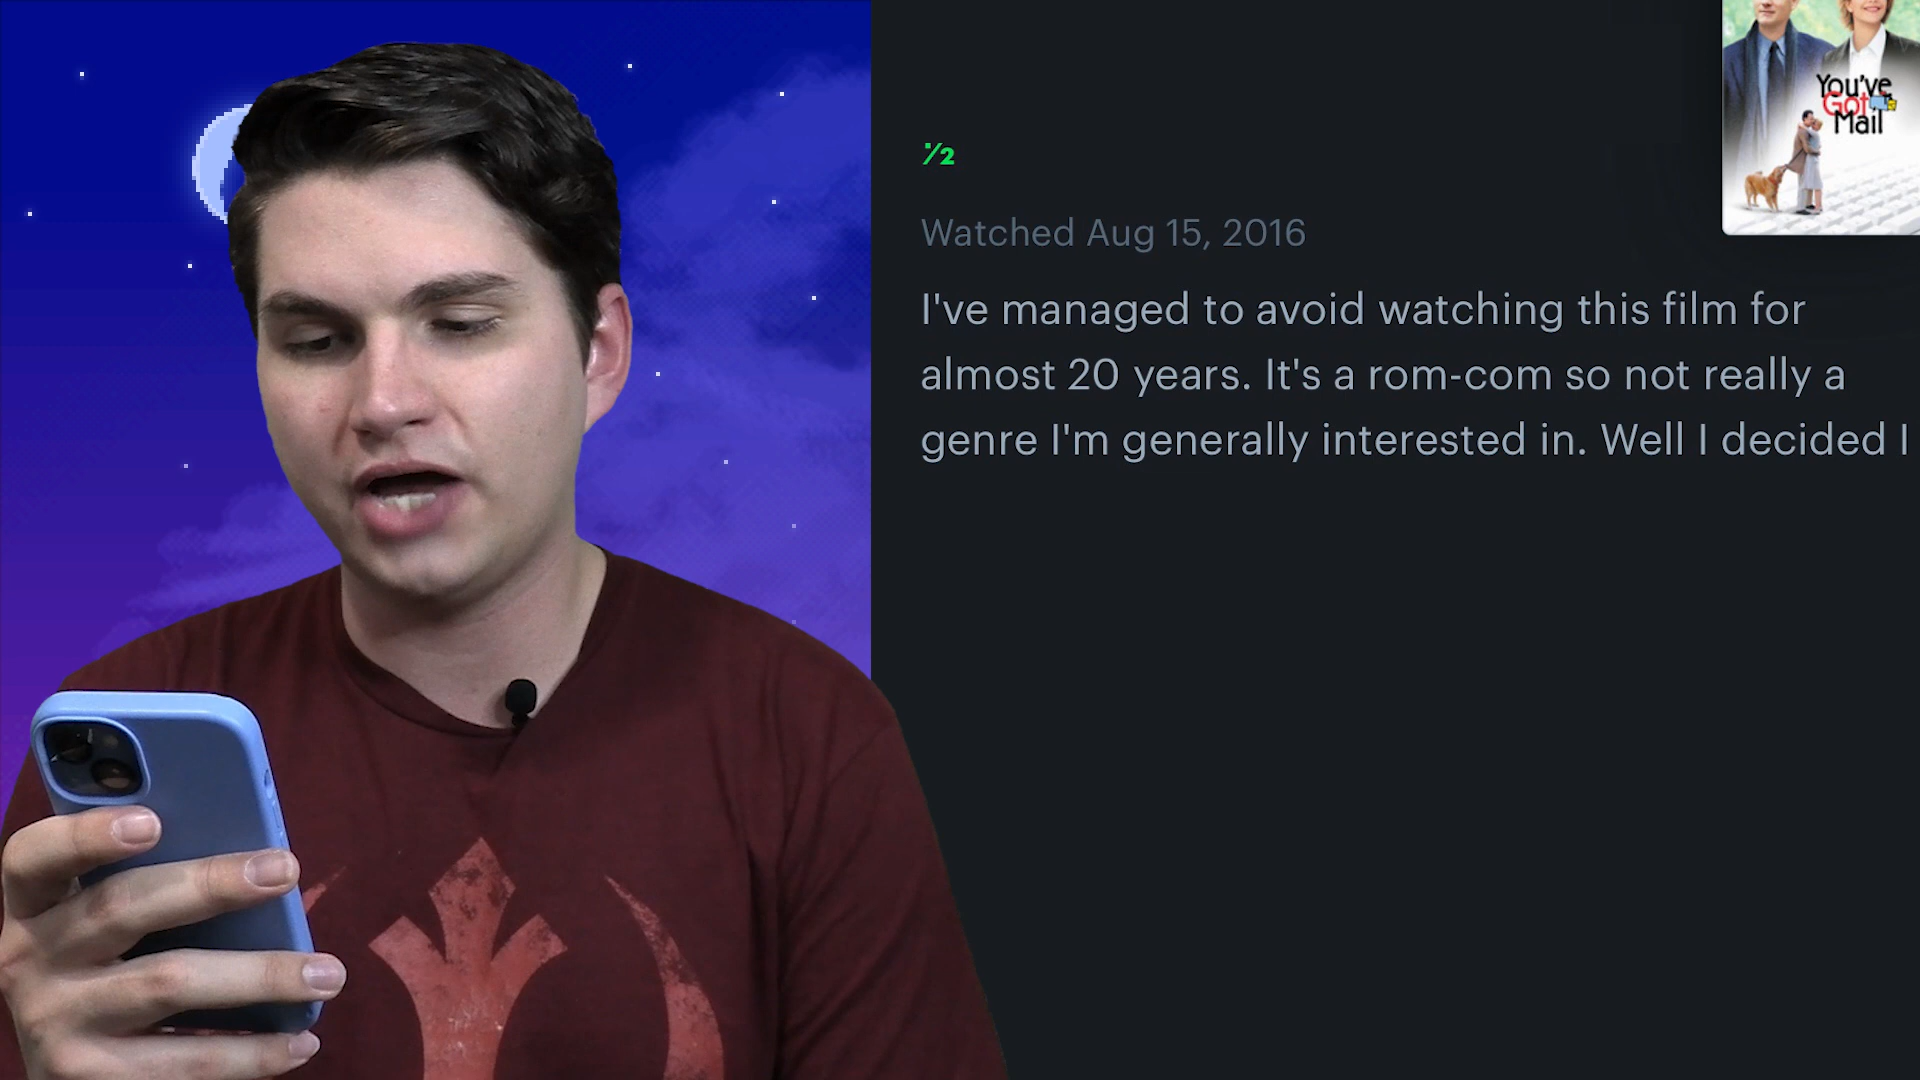 You've
Got
Mail
½
Watched Aug 15, 2016
I've managed to avoid watching this film for
almost 20 years. It's a rom-com so not really a
genre I'm generally interested in. Well I decided I